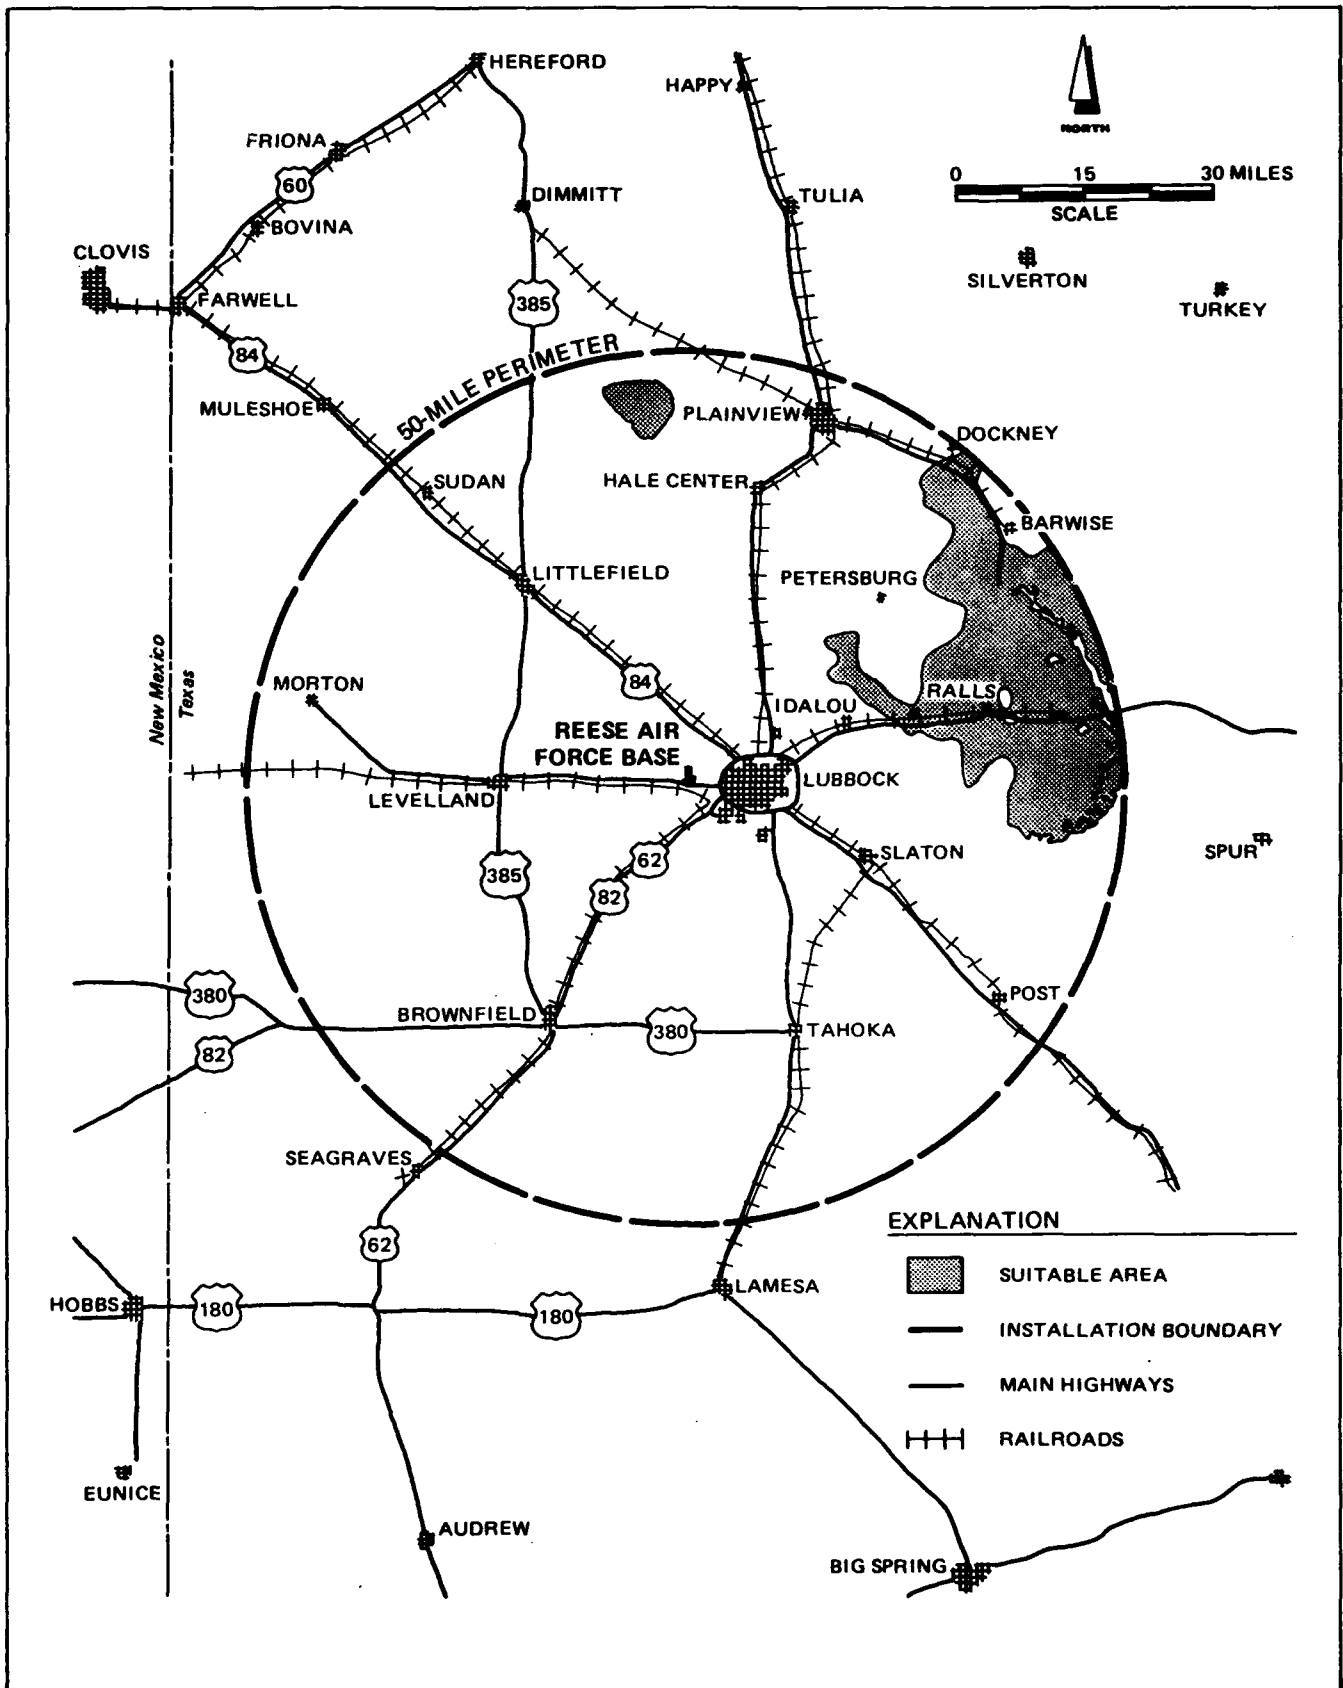 HEREFORD
HAPPY
NORTH
FRIONA
60
0 15 30 MILES
SCALE
DIMMITT
TULIA
BOVINA
CLOVIS
SILVERTON
FARWELL
385
TURKEY
84
50-MILE PERIMETER
MULESHOE
PLAINVIEW
DOCKNEY
SUDAN
HALE CENTER
BARWISE
LITTLEFIELD
PETERSBURG
New Mexico
Texas
MORTON
84
RALLS
IDALOU
REESE AIR
FORCE BASE
LUBBOCK
LEVELLAND
SLATON
SPUR
62
385
82
380
POST
BROWNFIELD
380
TAHOKA
82
SEAGRAVES
EXPLANATION
62
SUITABLE AREA
LAMESA
HOBBS
180
180
INSTALLATION BOUNDARY
MAIN HIGHWAYS
RAILROADS
EUNICE
AUDREW
BIG SPRING